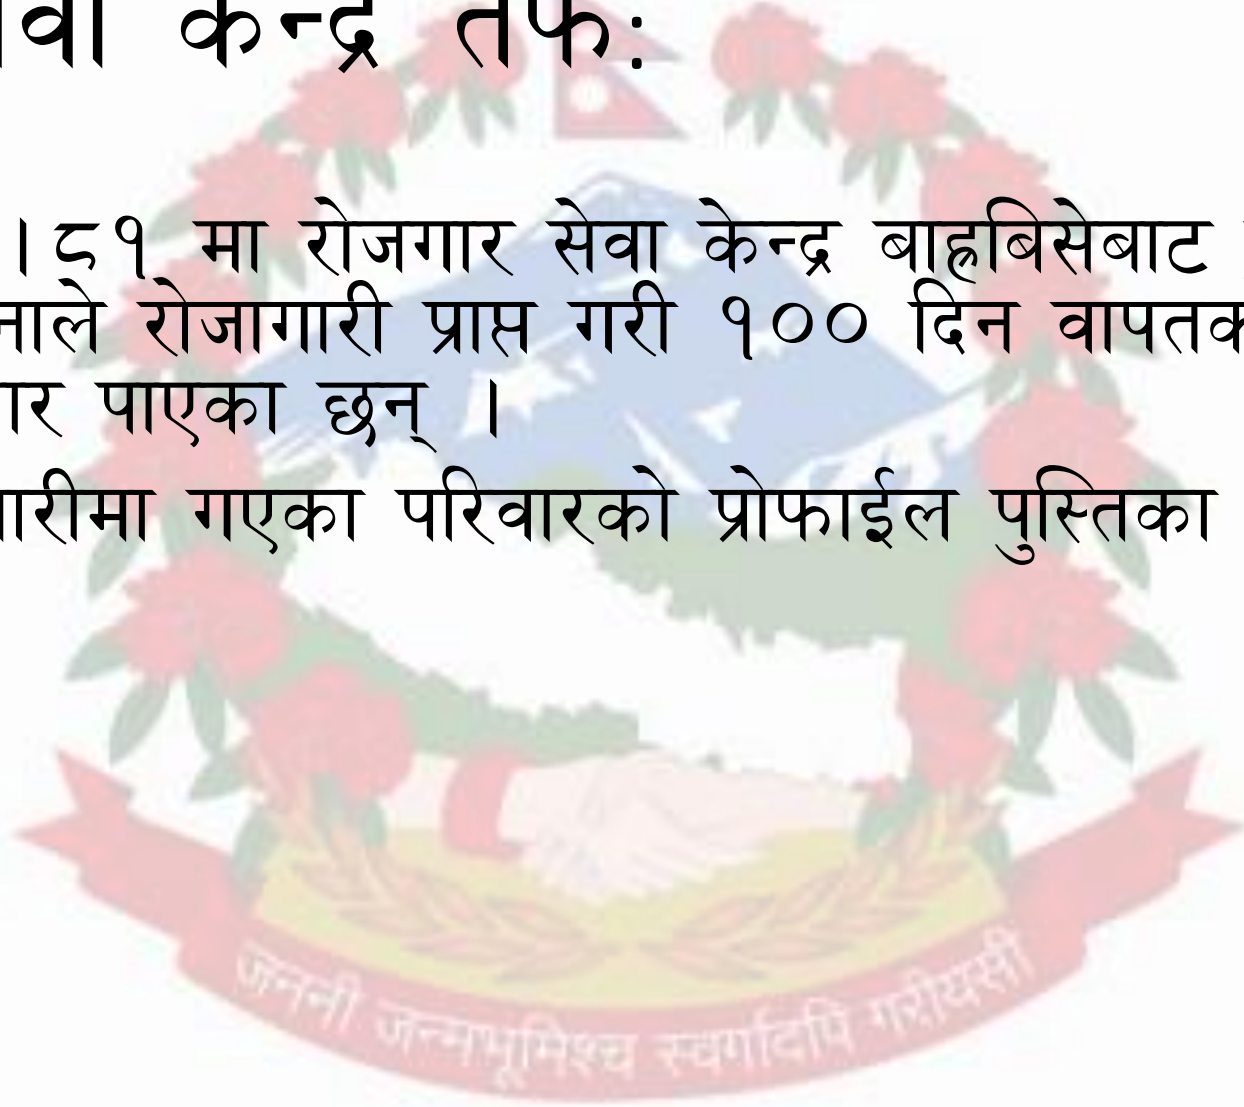 सेवा केन्द्र तर्फ:
।८१ मा रोजगार सेवा केन्द्र बाह्रबिसेबाट
नाले रोजागारी प्राप्त गरी १०० दिन वापतक
ार पाएका छन् ।
ारीमा गएका परिवारको प्रोफाईल पुस्तिका
जननी जन्मभूमिश्च स्वर्गादपि गरीयसी